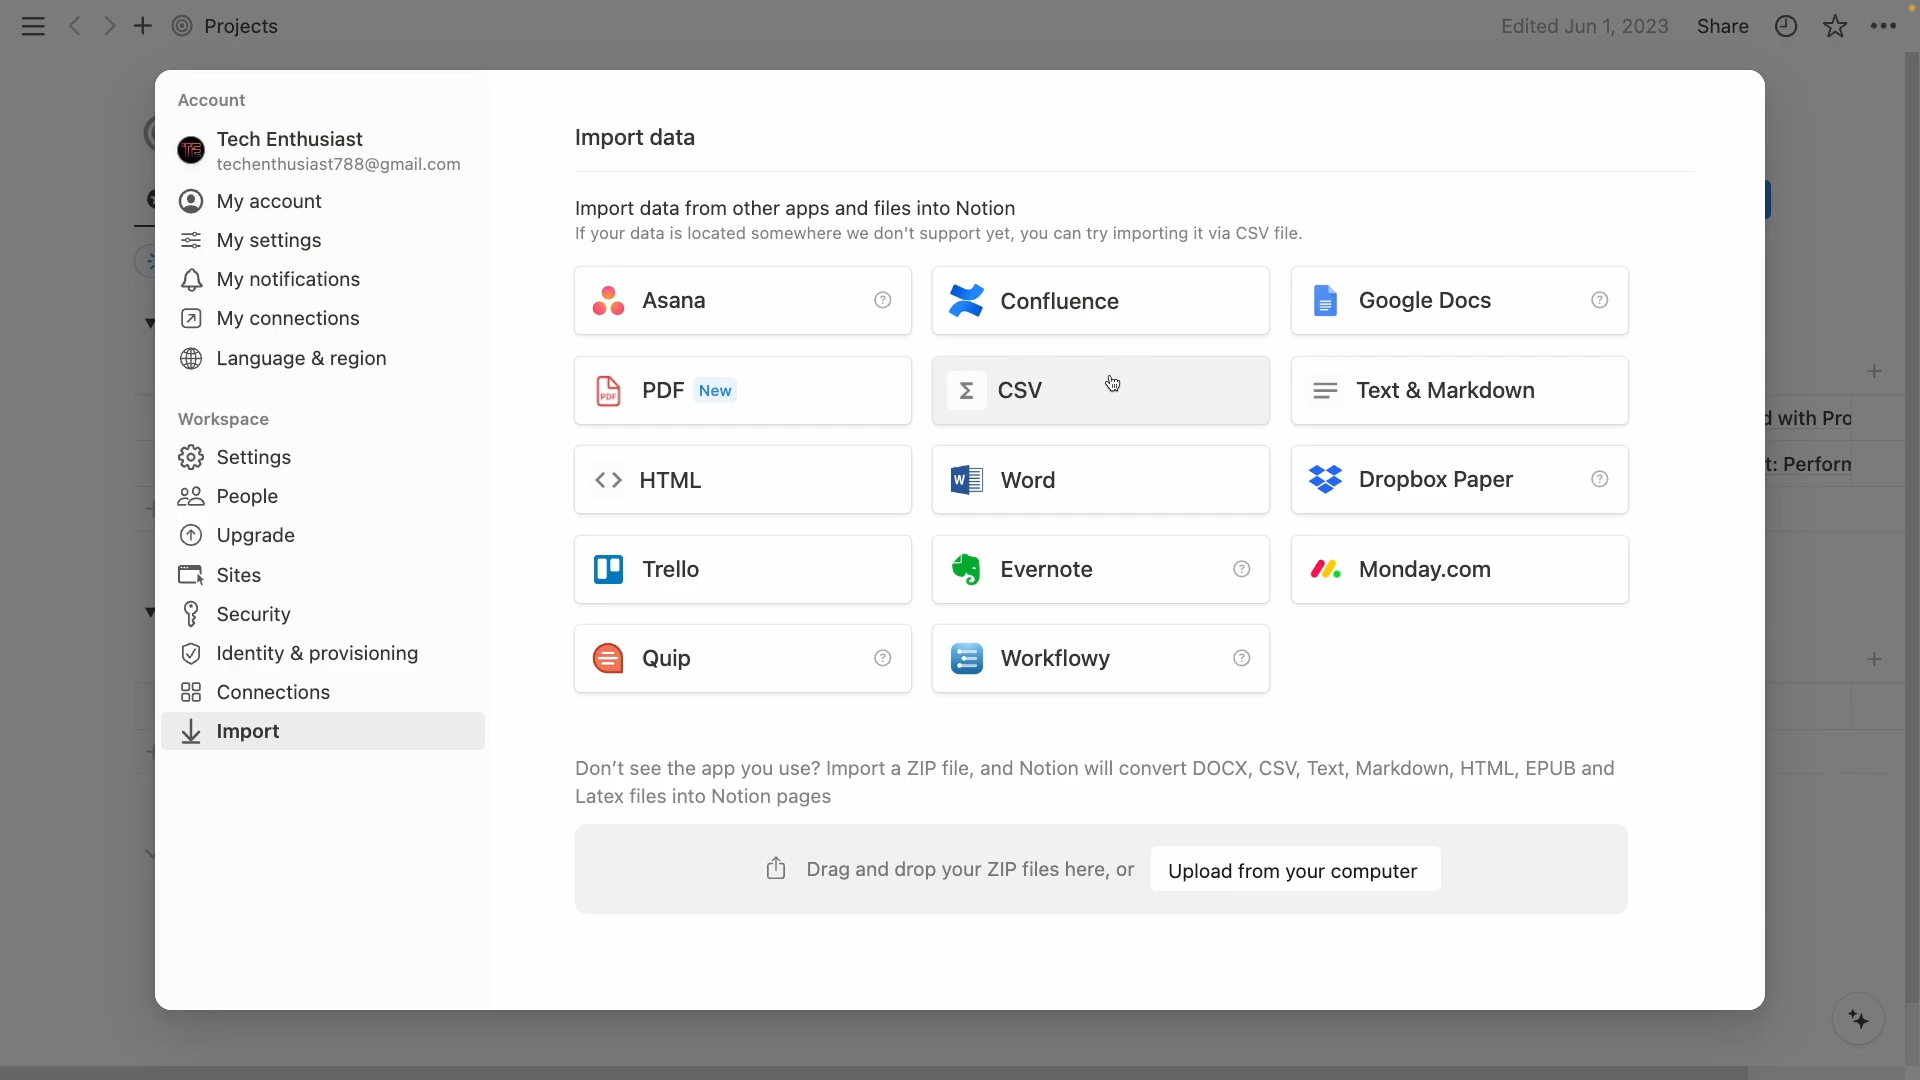 Projects
Edited Jun 1, 2023
Share
Account
Tech Enthusiast
techenthusiast788@gmail.com
My account
My settings
My notifications
My connections
Language & region
Workspace
Settings
People
Upgrade
Sites
Security
Identity & provisioning
Connections
Import
Import data
Import data from other apps and files into Notion
If your data is located somewhere we don't support yet, you can try importing it via CSV file.
Asana
Confluence
Google Docs
PDF New
CSV
Text & Markdown
HTML
Word
Dropbox Paper
Trello
Evernote
Monday.com
Quip
Workflowy
Don't see the app you use? Import a ZIP file, and Notion will convert DOCX, CSV, Text, Markdown, HTML, EPUB and
Latex files into Notion pages
Drag and drop your ZIP files here, or
Upload from your computer
d with Pro
t: Perform